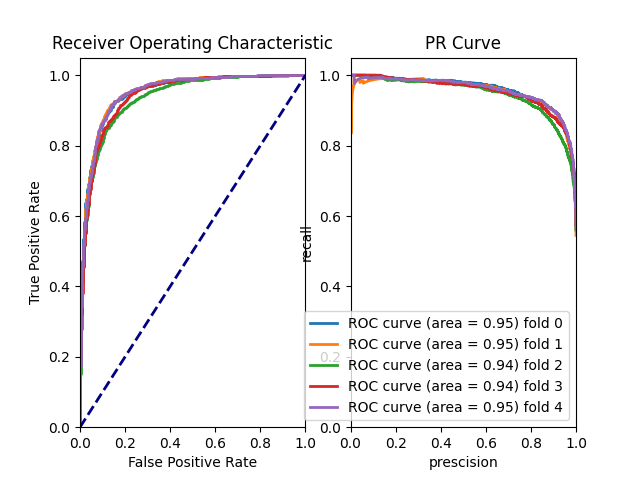 Receiver Operating Characteristic
True Positive Rate
1.0
0.8
0.6
0.4
0.2
0.0
0.0 0.2 0.4 0.6 0.8 1.0
False Positive Rate
PR Curve
recall
1.0
0.8
0.6
0.4
0.2
0.0
0.0 0.2 0.4 0.6 0.8 1.0
prescision
ROC curve (area = 0.95) fold 0
ROC curve (area = 0.95) fold 1
ROC curve (area = 0.94) fold 2
ROC curve (area = 0.94) fold 3
ROC curve (area = 0.95) fold 4